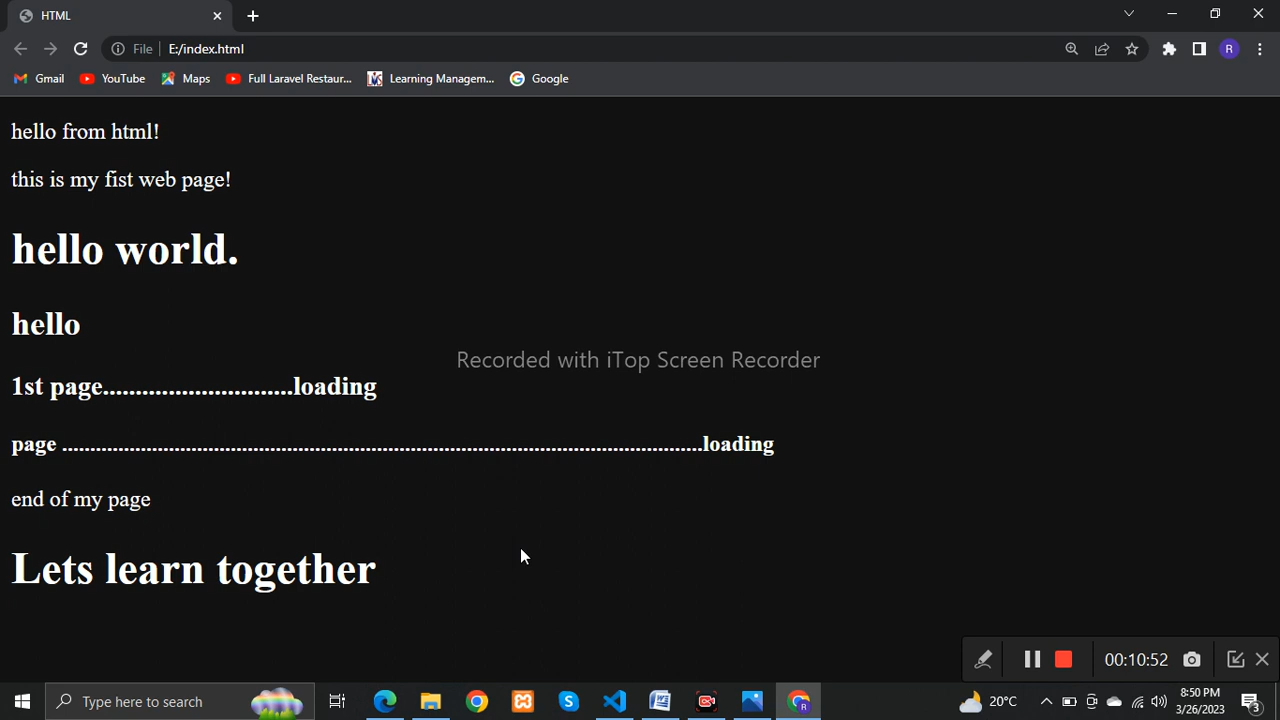 HTML
File E:/index.html
R
Gmail YouTube Maps Full Laravel Restaur... Learning Managem... Google
hello from html!
this is my fist web page!
hello world.
hello
Recorded with iTop Screen Recorder
1st page.............................loading
page ...................................................................................................................loading
end of my page
Lets learn together
00:10:52
Type here to search
20°C
8:50 PM
3/26/2023
3